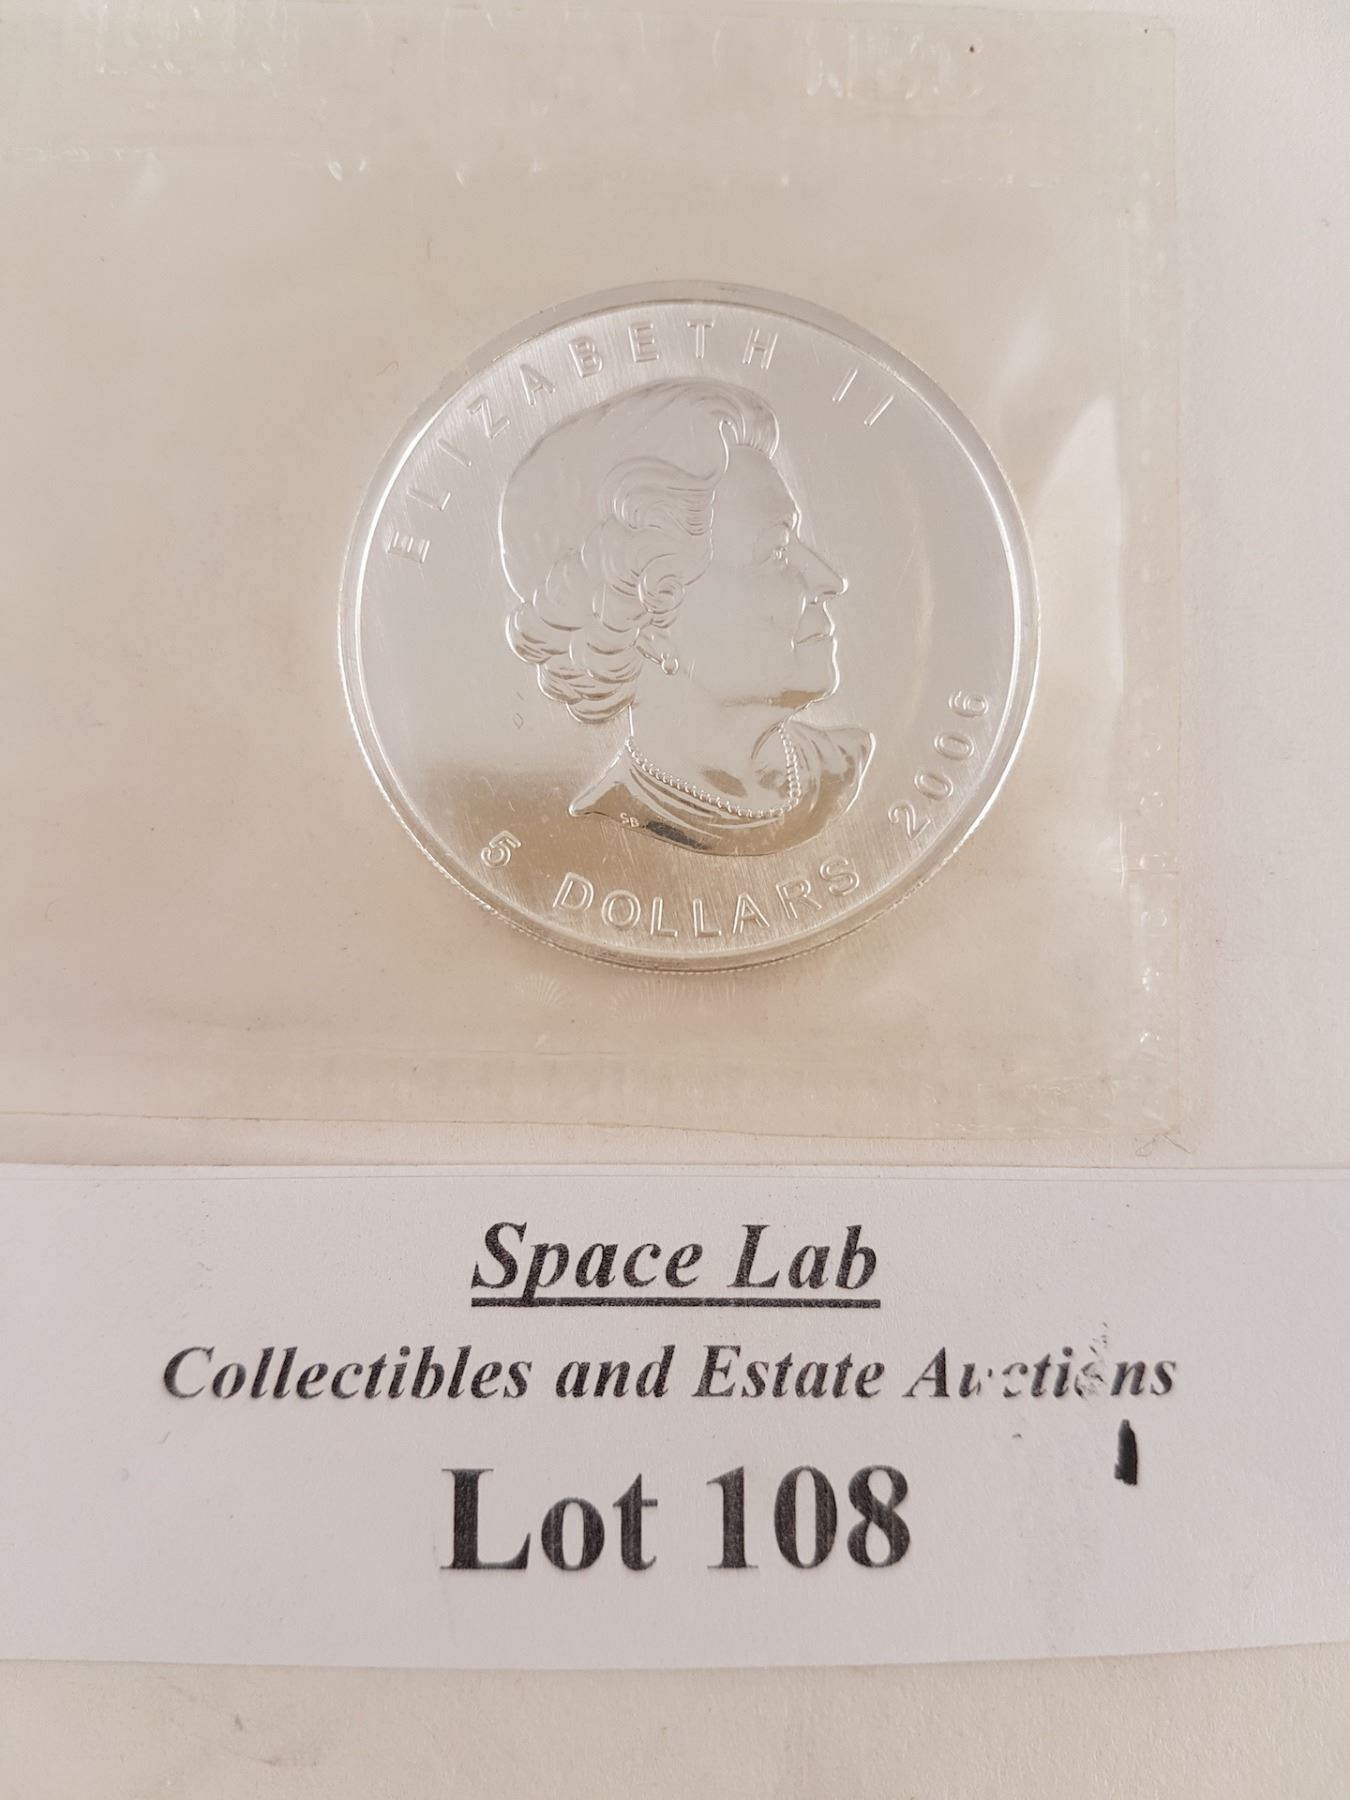 ELIZABETH II
5 DOLLARS 2006
SB
Space Lab
Collectibles and Estate Auctions
Lot 108